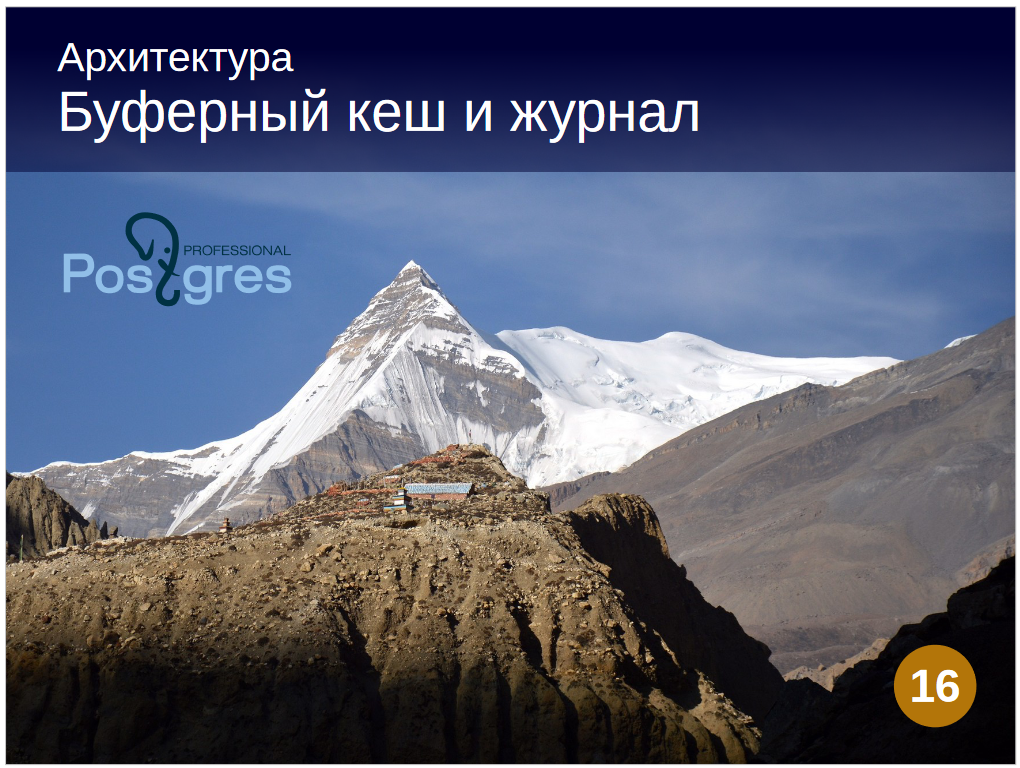 Архитектура
Буферный кеш и журнал
PROFESSIONAL
Postgres
16